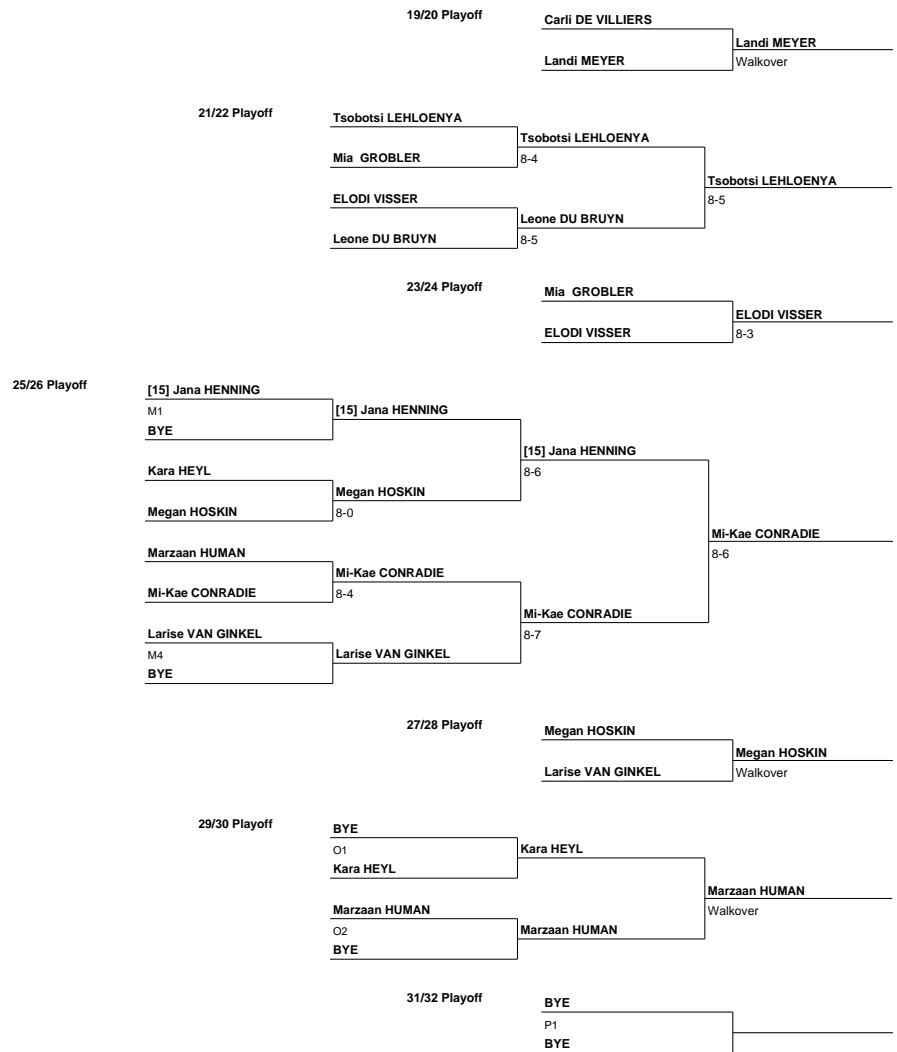 19/20 Playoff
Carli DE VILLIERS
Landi MEYER
Landi MEYER
Walkover
21/22 Playoff
Tsobotsi LEHLOENYA
Tsobotsi LEHLOENYA
Mia GROBLER
8-4
Tsobotsi LEHLOENYA
ELODI VISSER
8-5
Leone DU BRUYN
Leone DU BRUYN
8-5
23/24 Playoff
Mia GROBLER
ELODI VISSER
ELODI VISSER
8-3
25/26 Playoff
[15] Jana HENNING
M1
[15] Jana HENNING
BYE
[15] Jana HENNING
Kara HEYL
8-6
Megan HOSKIN
Megan HOSKIN
8-0
Mi-Kae CONRADIE
Marzaan HUMAN
8-6
Mi-Kae CONRADIE
Mi-Kae CONRADIE
8-4
Mi-Kae CONRADIE
Larise VAN GINKEL
8-7
M4
Larise VAN GINKEL
BYE
27/28 Playoff
Megan HOSKIN
Megan HOSKIN
Larise VAN GINKEL
Walkover
29/30 Playoff
BYE
O1
Kara HEYL
Kara HEYL
Marzaan HUMAN
Marzaan HUMAN
Walkover
O2
Marzaan HUMAN
BYE
31/32 Playoff
BYE
P1
BYE